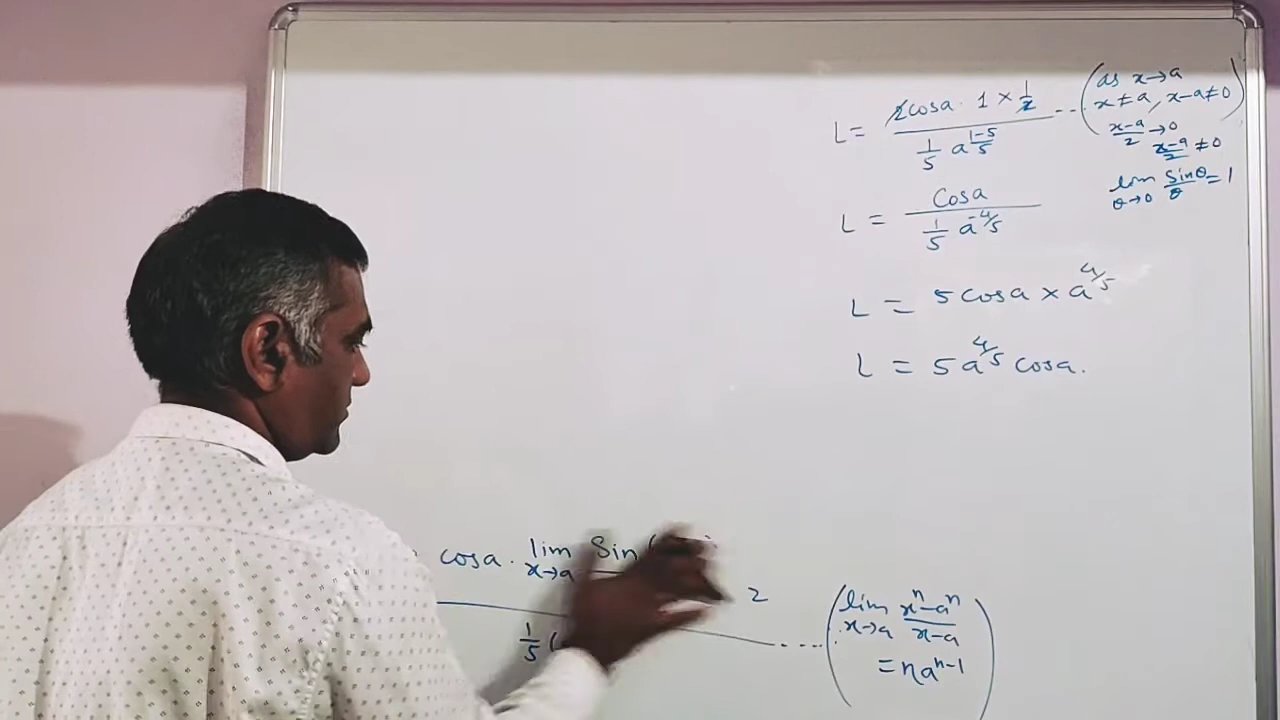 L = 2cosa · 1 × 1/2 / 1/5 a^(1-5)/5 ... (as x→a
x≠a, x-a≠0)
x-a/2 →0
x-a/2 ≠0
lim θ→0 Sinθ/θ = 1
L = Cosa / 1/5 a^-4/5
L = 5 cosa × a^4/5
L = 5a^4/5 cosa.
cosa · lim x→a Sin (
2
1/5 (
.... (lim x→a x^n-a^n / x-a
= na^n-1)